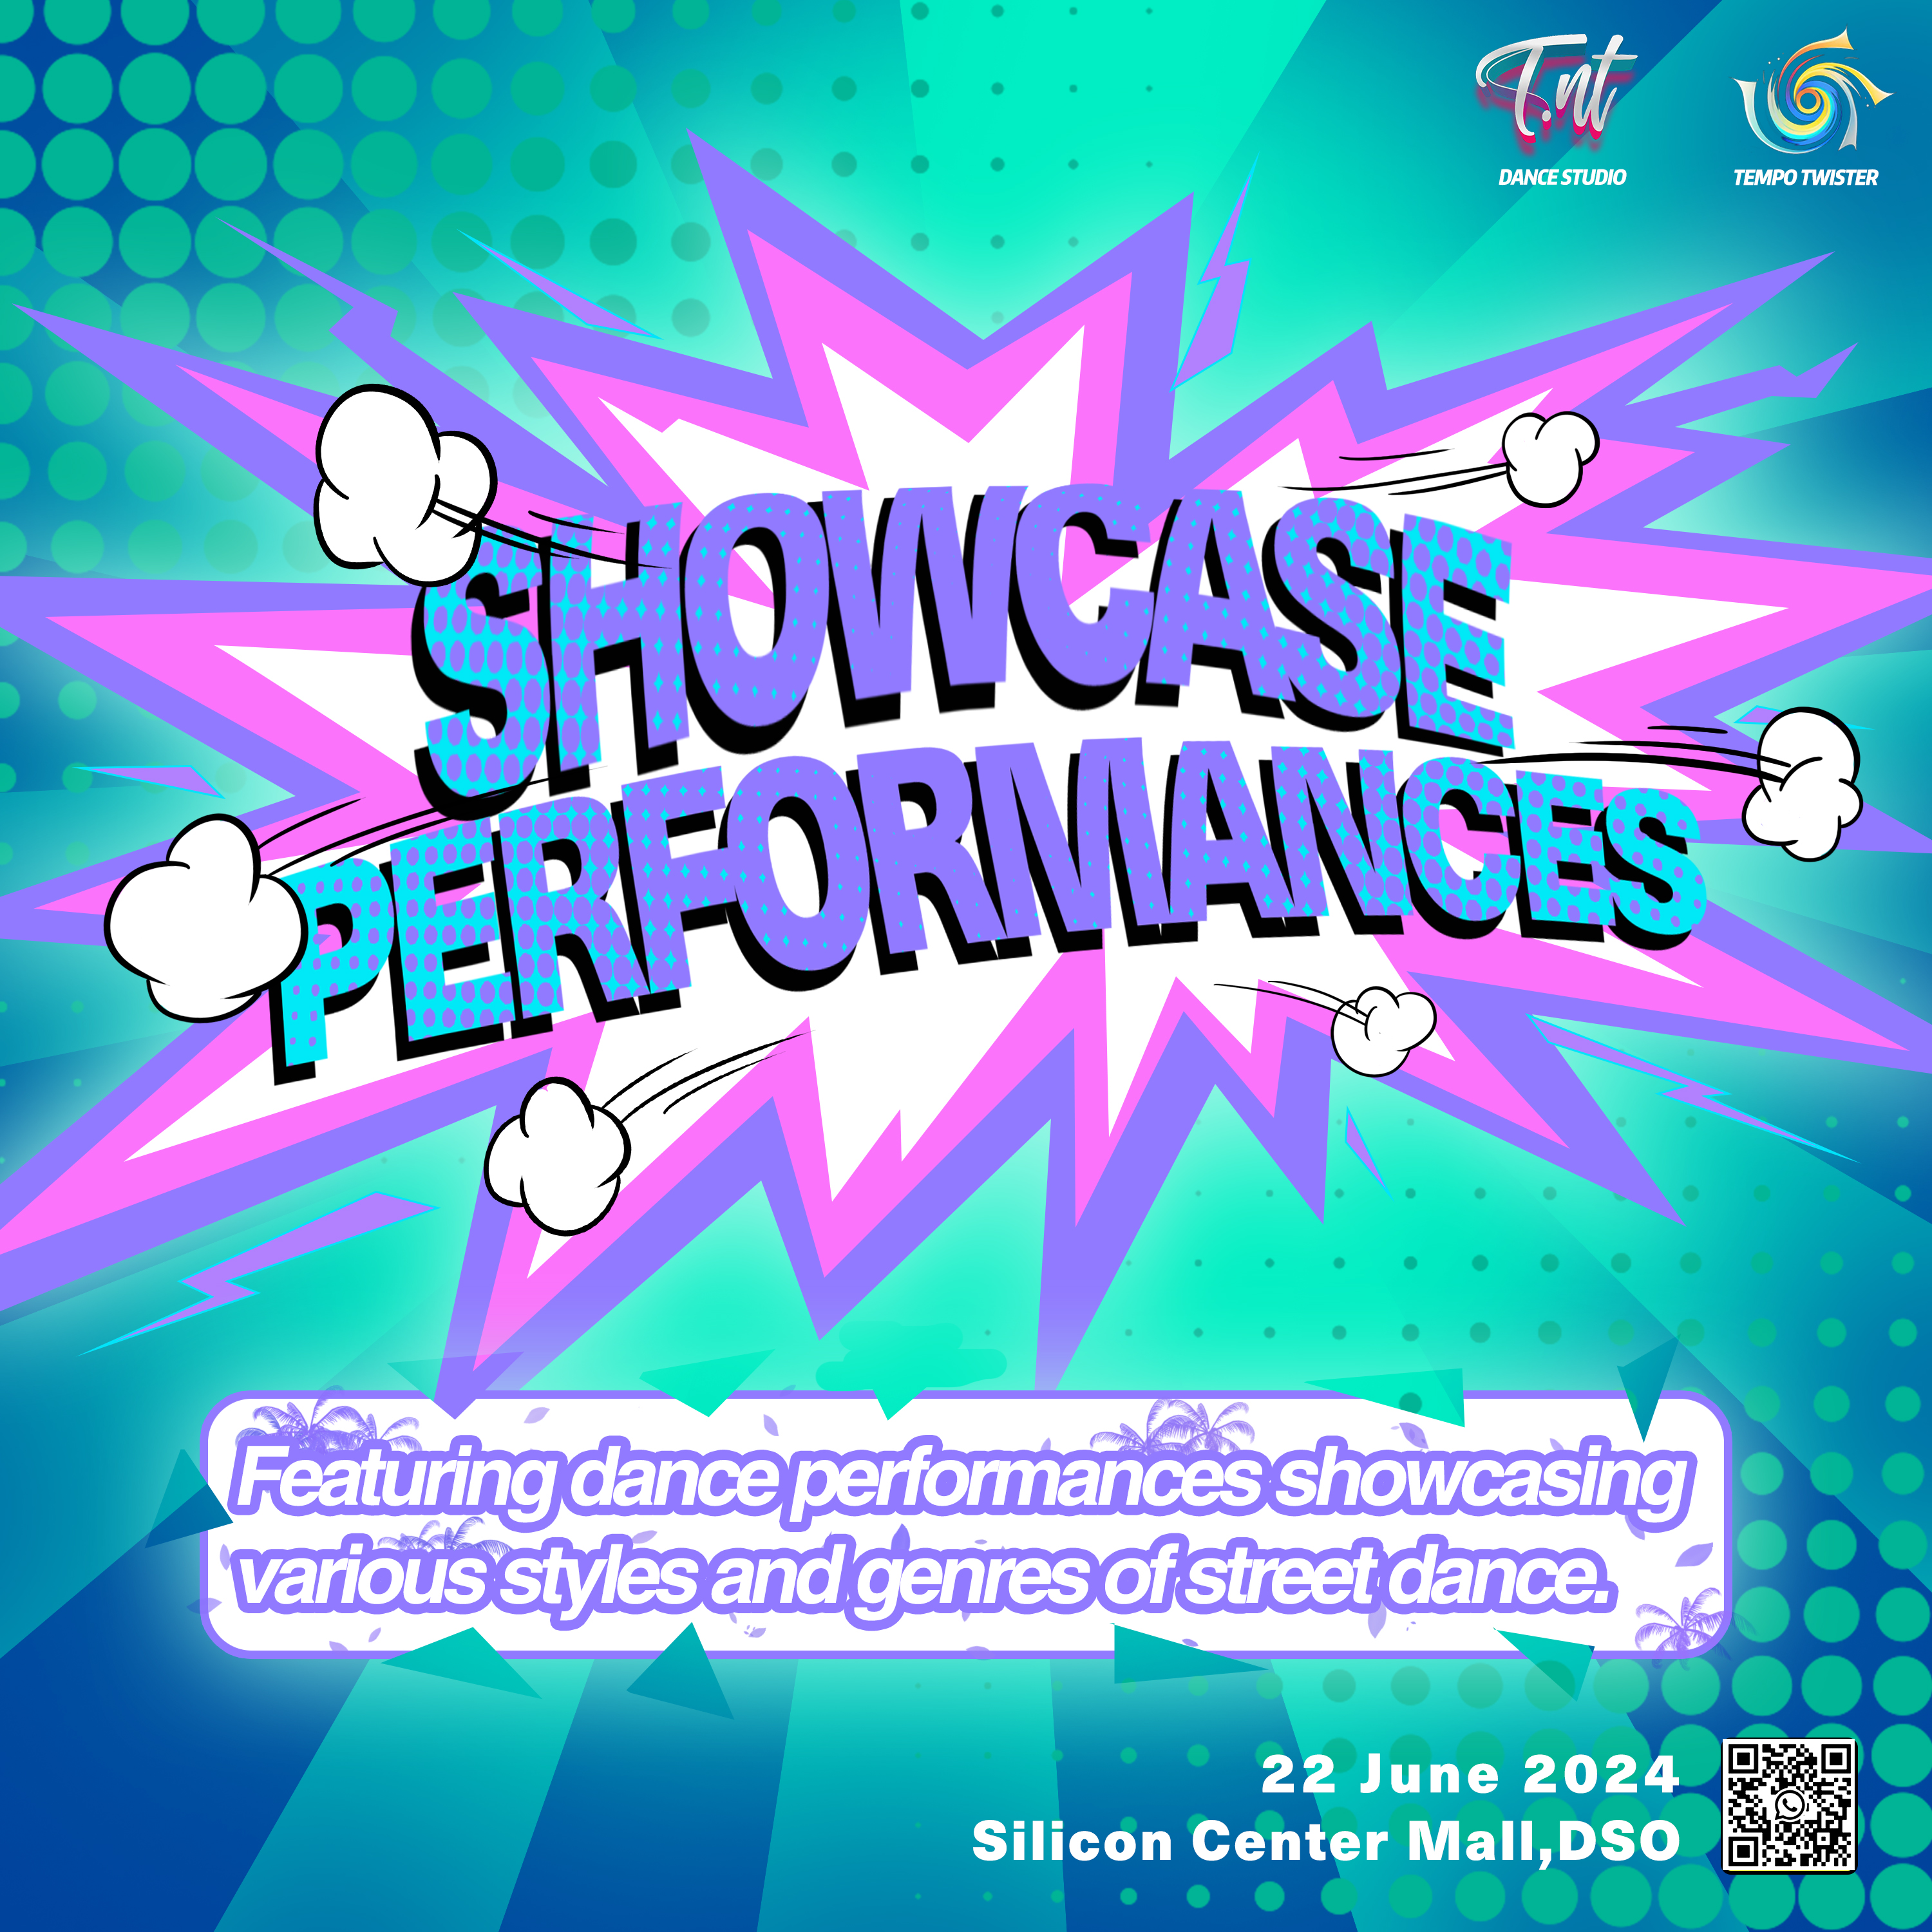 T.nt
DANCE STUDIO
TEMPO TWISTER
SHOWCASE
PERFORMANCES
Featuring dance performances showcasing
various styles and genres of street dance.
22 June 2024
Silicon Center Mall,DSO